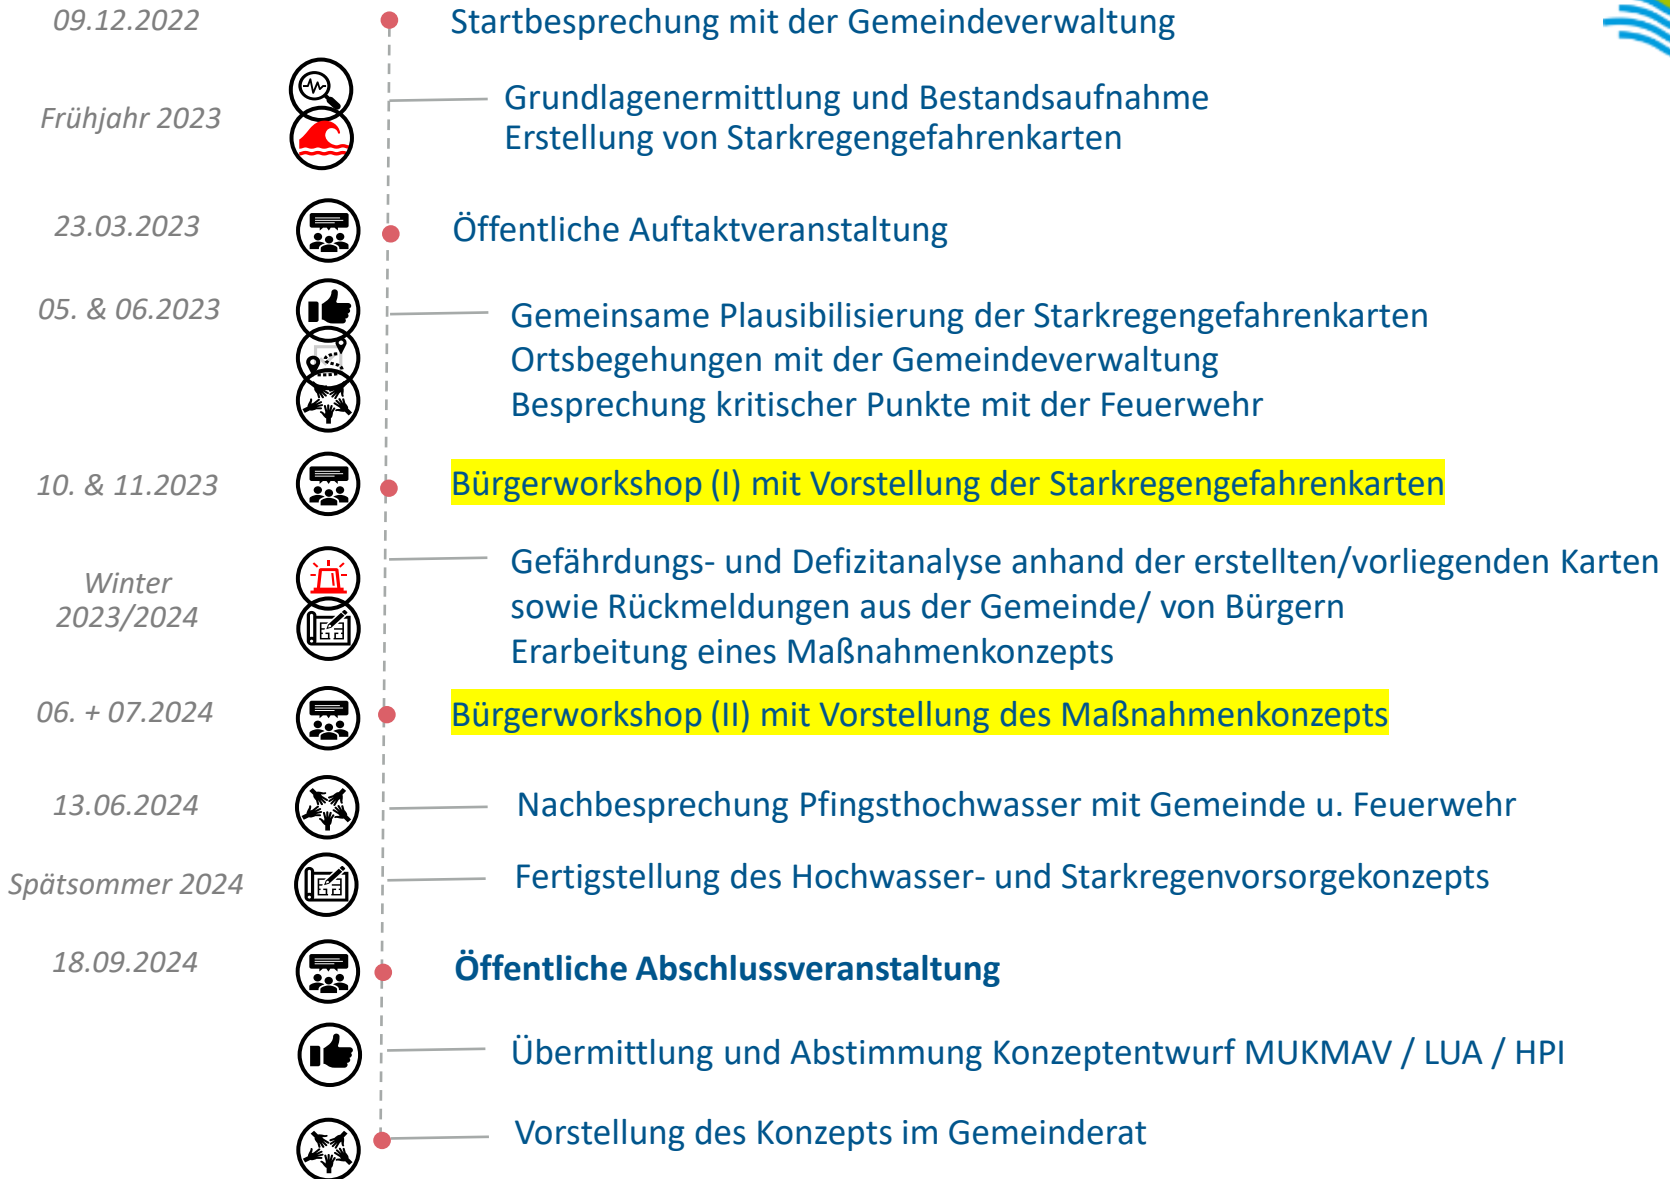 09.12.2022 Startbesprechung mit der Gemeindeverwaltung
Frühjahr 2023 Grundlagenermittlung und Bestandsaufnahme
Erstellung von Starkregengefahrenkarten
23.03.2023 Öffentliche Auftaktveranstaltung
05. & 06.2023 Gemeinsame Plausibilisierung der Starkregengefahrenkarten
Ortsbegehungen mit der Gemeindeverwaltung
Besprechung kritischer Punkte mit der Feuerwehr
10. & 11.2023 Bürgerworkshop (I) mit Vorstellung der Starkregengefahrenkarten
Winter
2023/2024
Gefährdungs- und Defizitanalyse anhand der erstellten/vorliegenden Karten
sowie Rückmeldungen aus der Gemeinde/ von Bürgern
Erarbeitung eines Maßnahmenkonzepts
06. + 07.2024 Bürgerworkshop (II) mit Vorstellung des Maßnahmenkonzepts
13.06.2024 Nachbesprechung Pfingsthochwasser mit Gemeinde u. Feuerwehr
Spätsommer 2024 Fertigstellung des Hochwasser- und Starkregenvorsorgekonzepts
18.09.2024 Öffentliche Abschlussveranstaltung
Übermittlung und Abstimmung Konzeptentwurf MUKMAV / LUA / HPI
Vorstellung des Konzepts im Gemeinderat